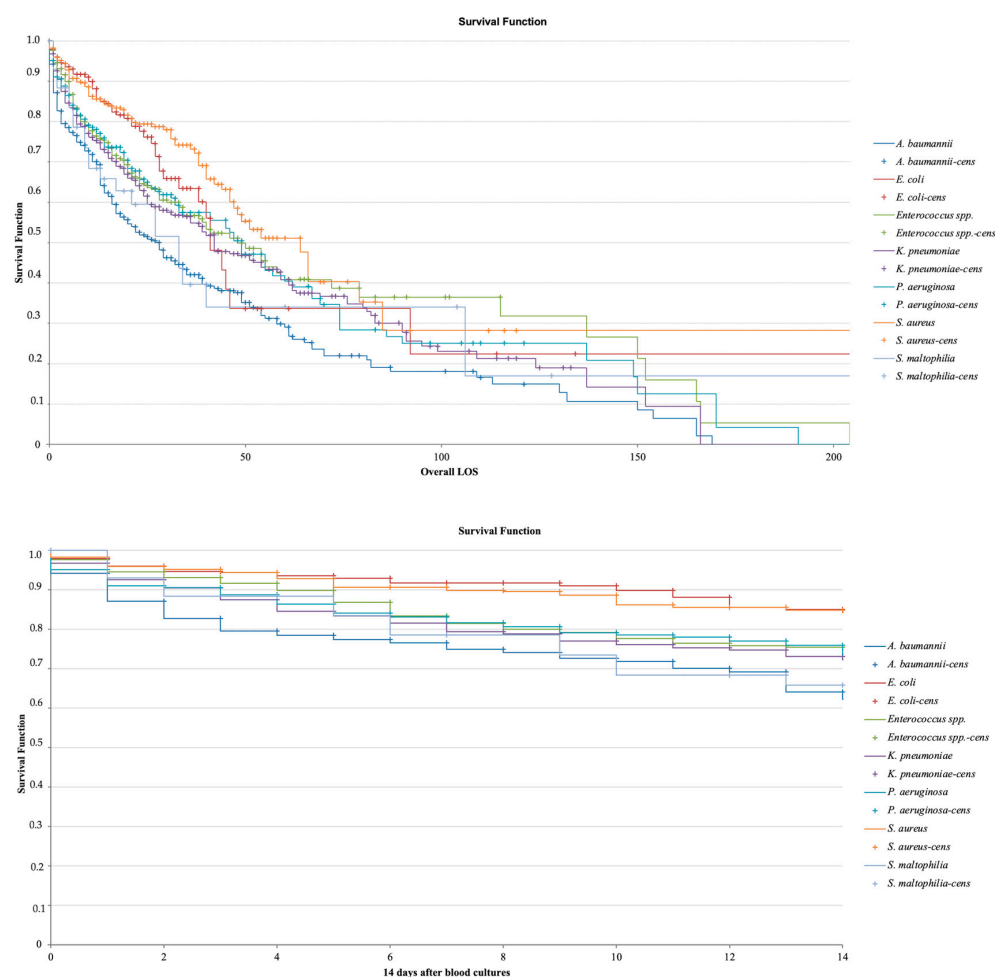 Survival Function
1.0
0.9
0.8
0.7
0.6
0.5
0.4
0.3
0.2
0.1
0
Survival Function
0
50
100
150
200
Overall LOS
A. baumannii
A. baumannii-cens
E. coli
E. coli-cens
Enterococcus spp.
Enterococcus spp.-cens
K. pneumoniae
K. pneumoniae-cens
P. aeruginosa
P. aeruginosa-cens
S. aureus
S. aureus-cens
S. maltophilia
S. maltophilia-cens
Survival Function
1.0
0.9
0.8
0.7
0.6
0.5
0.4
0.3
0.2
0.1
0
Survival Function
0
2
4
6
8
10
12
14
14 days after blood cultures
A. baumannii
A. baumannii-cens
E. coli
E. coli-cens
Enterococcus spp.
Enterococcus spp.-cens
K. pneumoniae
K. pneumoniae-cens
P. aeruginosa
P. aeruginosa-cens
S. aureus
S. aureus-cens
S. maltophilia
S. maltophilia-cens